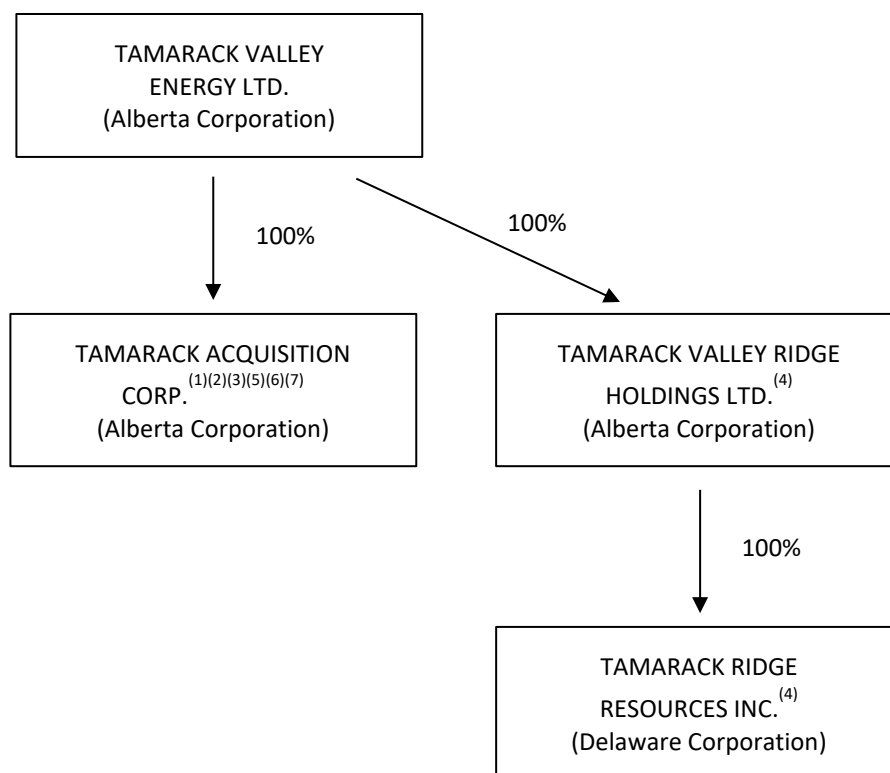 TAMARACK VALLEY
ENERGY LTD.
(Alberta Corporation)
100%
100%
TAMARACK ACQUISITION
CORP.(1)(2)(3)(5)(6)(7)
(Alberta Corporation)
TAMARACK VALLEY RIDGE
HOLDINGS LTD.(4)
(Alberta Corporation)
100%
TAMARACK RIDGE
RESOURCES INC.(4)
(Delaware Corporation)